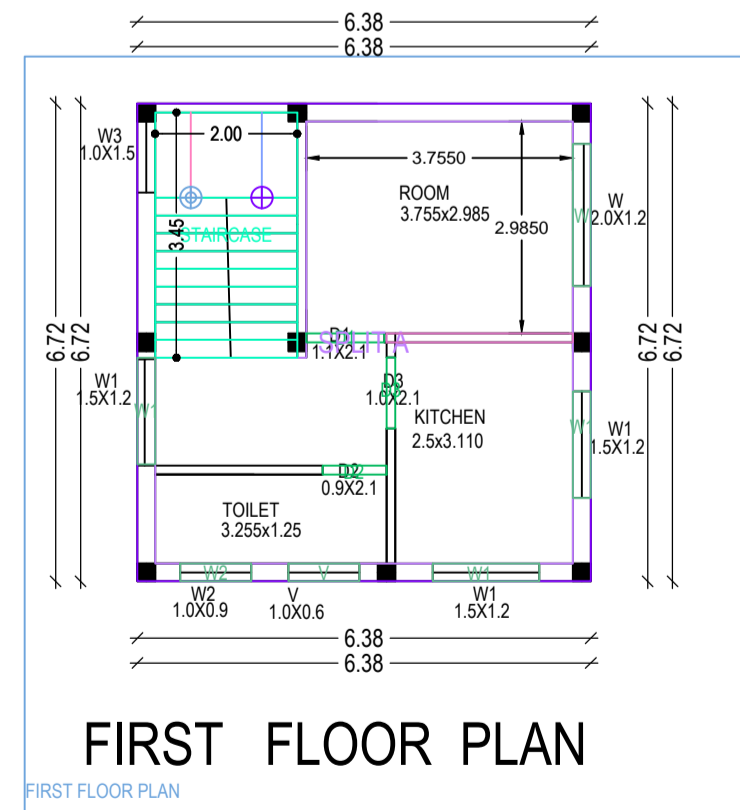 6.38
6.38
W3
1.0X1.5
2.00
3.7550
ROOM
3.755x2.985
W
W
2.0X1.2
2.9850
STAIRCASE
3.45
6.72
6.72
6.72
6.72
D1
SPLIT A
1.1X2.1
W1
1.5X1.2
W1
D3
D3
1.0X2.1
KITCHEN
2.5x3.110
W1
W1
1.5X1.2
D2
D2
0.9X2.1
TOILET
3.255x1.25
W2
V
W1
W2
1.0X0.9
V
1.0X0.6
W1
1.5X1.2
6.38
6.38
FIRST FLOOR PLAN
FIRST FLOOR PLAN